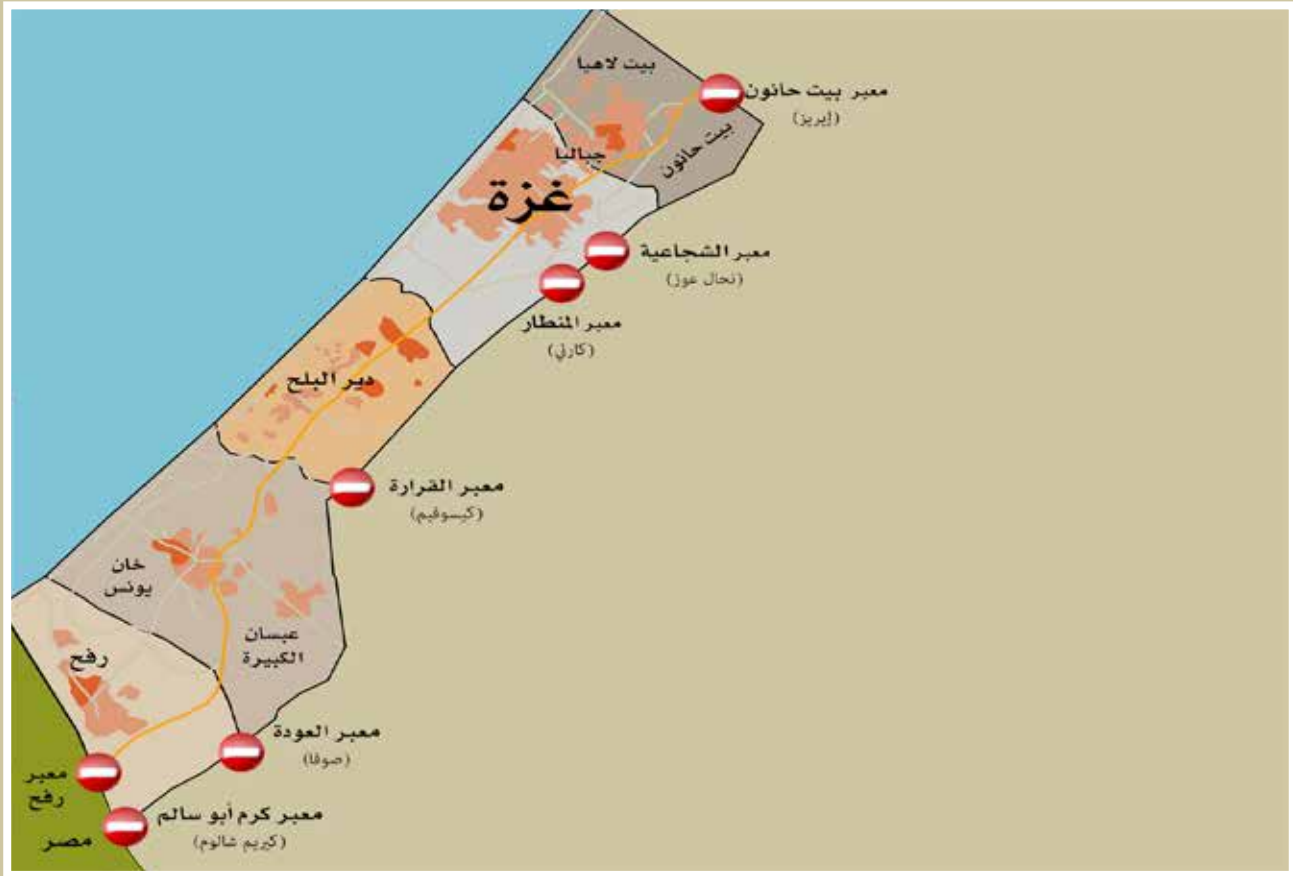 بيت لاهيا
معبر بيت حانون
(إيريز)
بيت حانون
جباليا
غزة
معبر الشجاعية
(نحال عوز)
معبر المنطار
(كارني)
دير البلح
معبر القرارة
(كيسوفيم)
خان
يونس
عبسان
الكبيرة
رفح
معبر العودة
(صوفا)
معبر
رفح
معبر كرم أبو سالم
(كيريم شالوم)
مصر